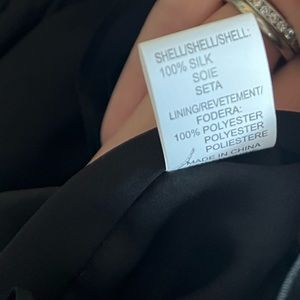 SHELL/SHELL/SHELL:
100% SILK
SOIE
SETA
LINING/REVETEMENT/
FODERA:
100% POLYESTER
POLYESTER
POLIESTERE
MADE IN CHINA